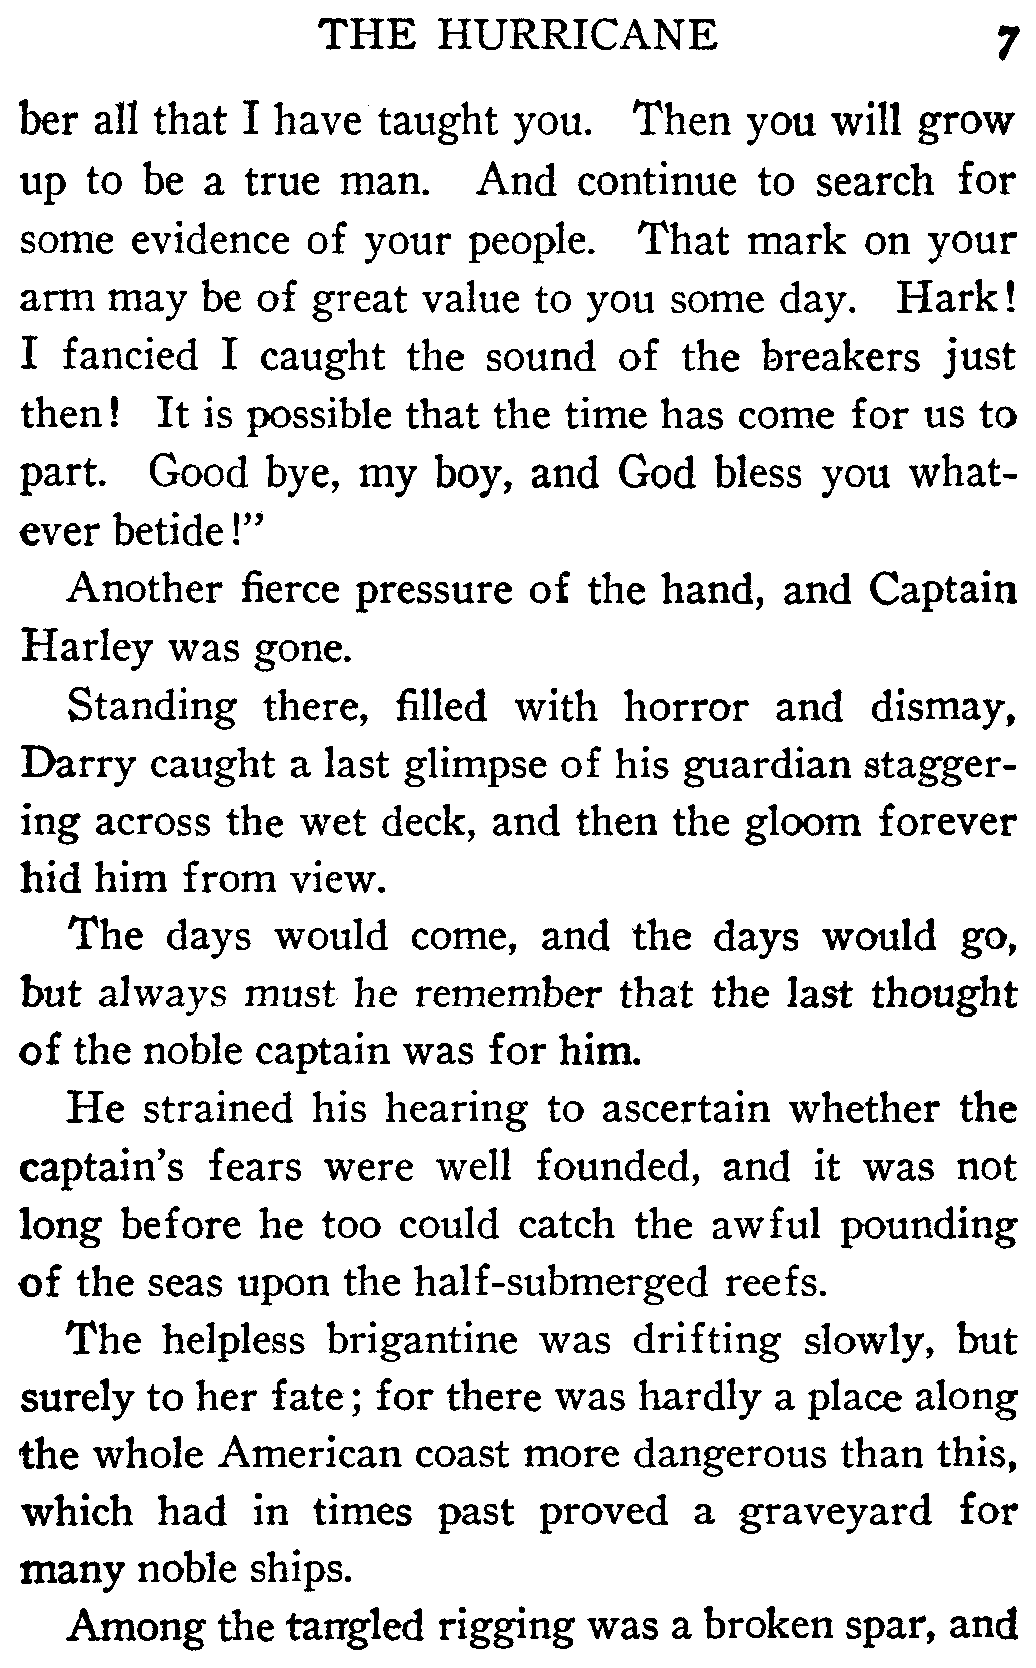 THE HURRICANE 7
ber all that I have taught you. Then you will grow
up to be a true man. And continue to search for
some evidence of your people. That mark on your
arm may be of great value to you some day. Hark!
I fancied I caught the sound of the breakers just
then! It is possible that the time has come for us to
part. Good bye, my boy, and God bless you what-
ever betide!"
Another fierce pressure of the hand, and Captain
Harley was gone.
Standing there, filled with horror and dismay,
Darry caught a last glimpse of his guardian stagger-
ing across the wet deck, and then the gloom forever
hid him from view.
The days would come, and the days would go,
but always must he remember that the last thought
of the noble captain was for him.
He strained his hearing to ascertain whether the
captain's fears were well founded, and it was not
long before he too could catch the awful pounding
of the seas upon the half-submerged reefs.
The helpless brigantine was drifting slowly, but
surely to her fate; for there was hardly a place along
the whole American coast more dangerous than this,
which had in times past proved a graveyard for
many noble ships.
Among the tangled rigging was a broken spar, and